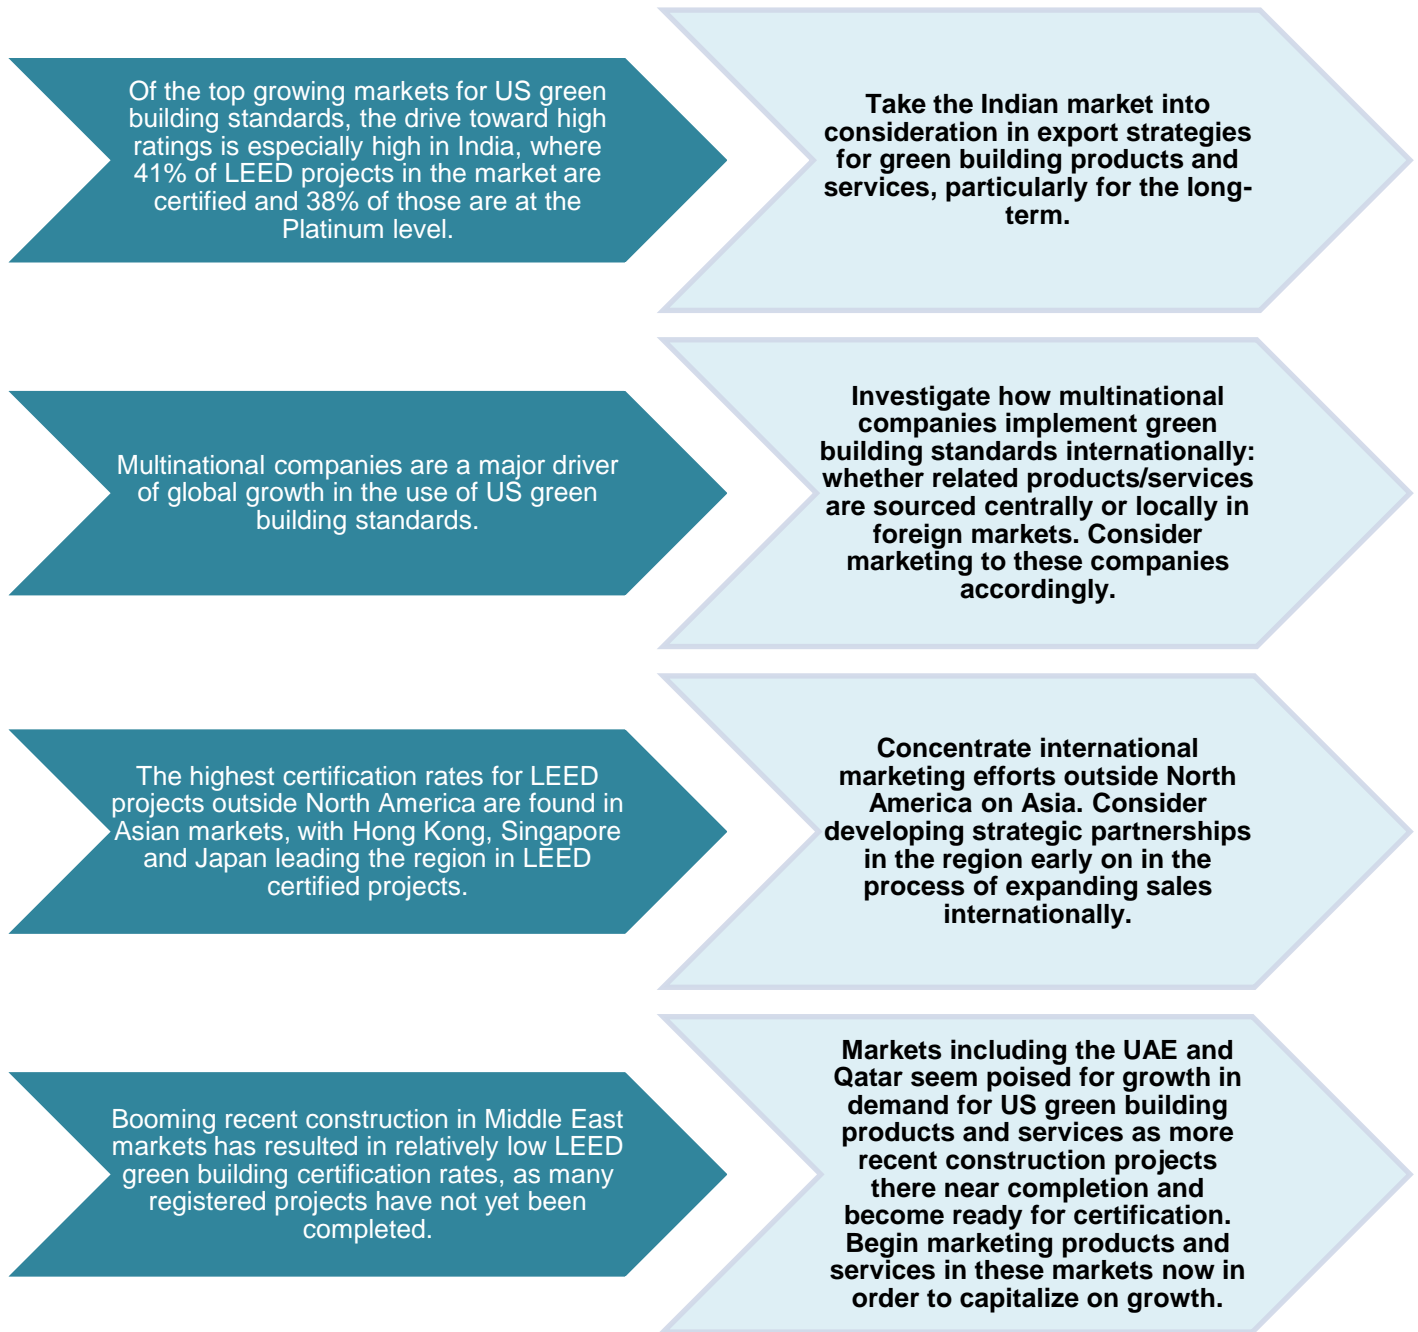 Of the top growing markets for US green
building standards, the drive toward high
ratings is especially high in India, where
41% of LEED projects in the market are
certified and 38% of those are at the
Platinum level.
Take the Indian market into
consideration in export strategies
for green building products and
services, particularly for the long-
term.
Multinational companies are a major driver
of global growth in the use of US green
building standards.
Investigate how multinational
companies implement green
building standards internationally:
whether related products/services
are sourced centrally or locally in
foreign markets. Consider
marketing to these companies
accordingly.
The highest certification rates for LEED
projects outside North America are found in
Asian markets, with Hong Kong, Singapore
and Japan leading the region in LEED
certified projects.
Concentrate international
marketing efforts outside North
America on Asia. Consider
developing strategic partnerships
in the region early on in the
process of expanding sales
internationally.
Booming recent construction in Middle East
markets has resulted in relatively low LEED
green building certification rates, as many
registered projects have not yet been
completed.
Markets including the UAE and
Qatar seem poised for growth in
demand for US green building
products and services as more
recent construction projects
there near completion and
become ready for certification.
Begin marketing products and
services in these markets now in
order to capitalize on growth.